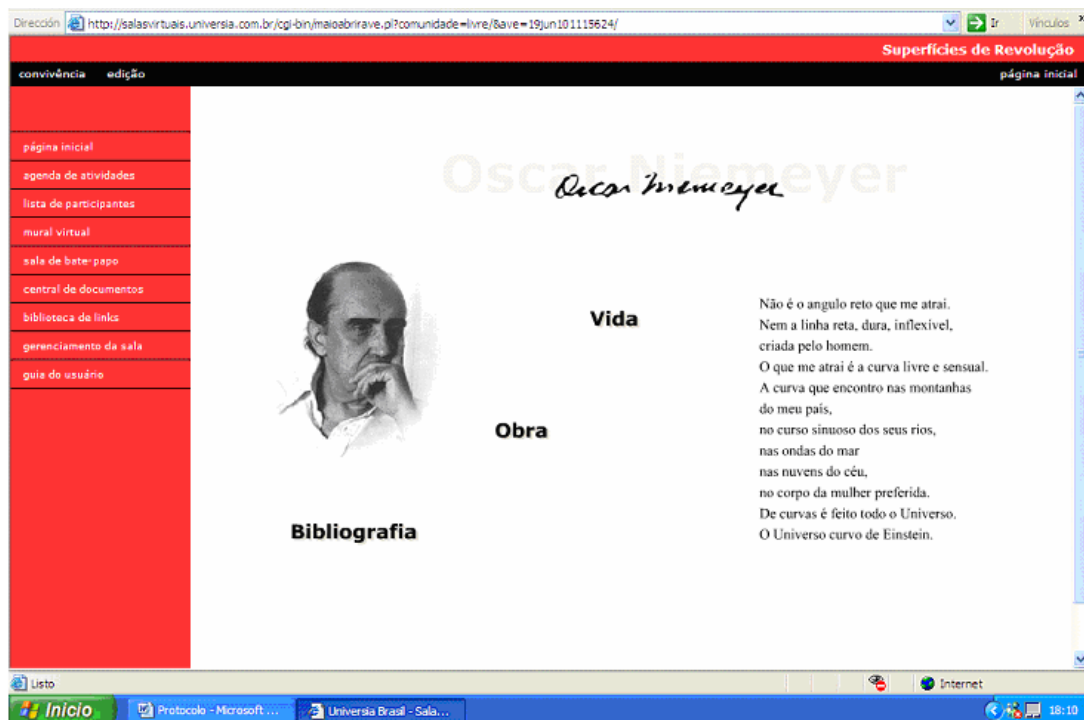 Dirección http://salasvirtuais.universia.com.br/cgi-bin/maioabrirave.pl?comunidade=livre/&ave=19jun101115624/ Ir Vínculos
Superfícies de Revolução
convivência edição página inicial
página inicial
agenda de atividades
lista de participantes
mural virtual
sala de bate-papo
central de documentos
biblioteca de links
gerenciamento da sala
guia do usuário
Oscar Niemeyer
Oscar Niemeyer
Vida
Obra
Bibliografia
Não é o angulo reto que me atrai.
Nem a linha reta, dura, inflexível,
criada pelo homem.
O que me atrai é a curva livre e sensual.
A curva que encontro nas montanhas
do meu país,
no curso sinuoso dos seus rios,
nas ondas do mar
nas nuvens do céu,
no corpo da mulher preferida.
De curvas é feito todo o Universo.
O Universo curvo de Einstein.
Listo Internet
Inicio Protocolo - Microsoft ... Universia Brasil - Sala... 18:10